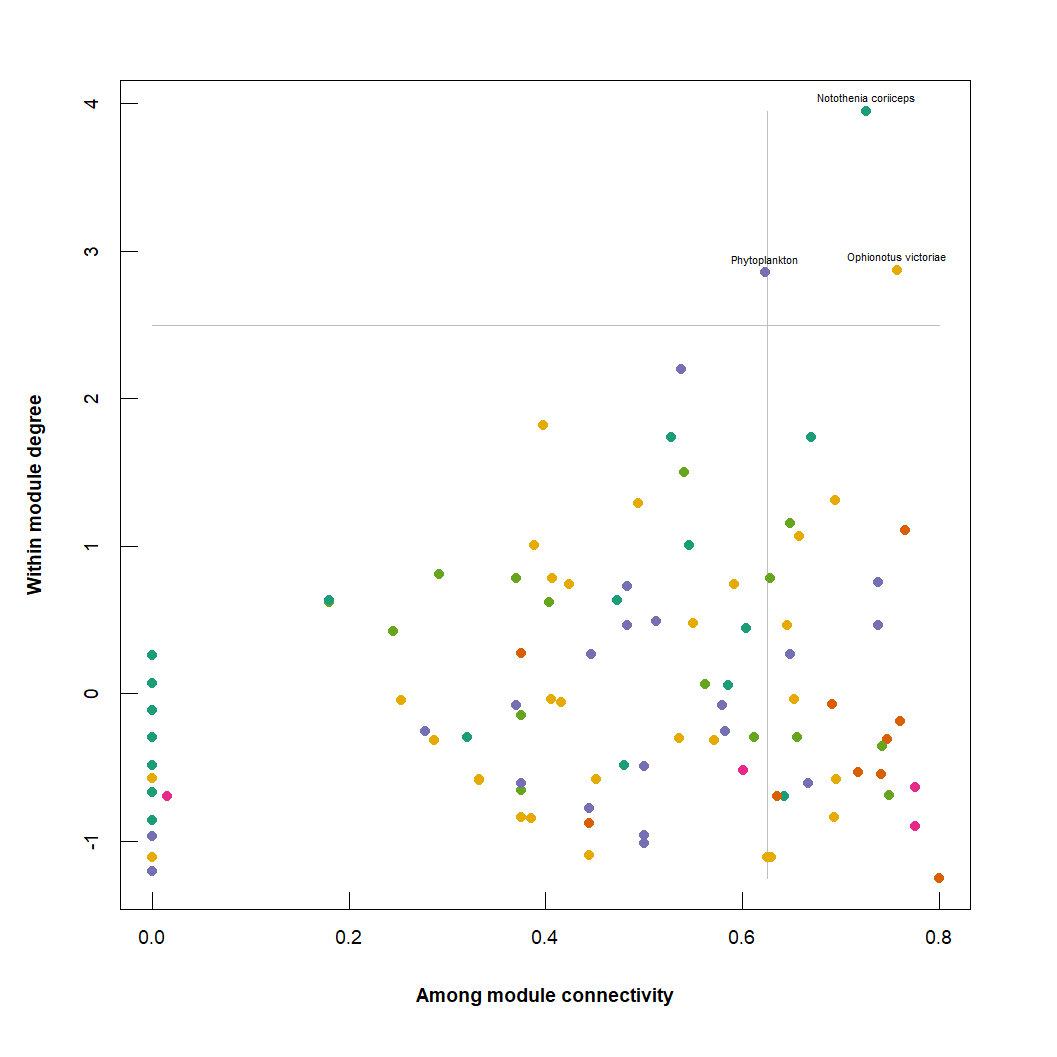 4
Notothenia coriiceps
3
Phytoplankton
Ophionotus victoriae
2
Within module degree
1
0
-1
0.0 0.2 0.4 0.6 0.8
Among module connectivity